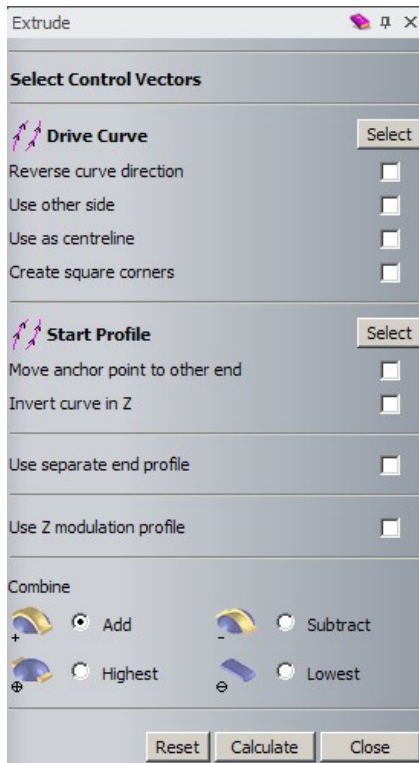 Extrude
Select Control Vectors
Drive Curve Select
Reverse curve direction
Use other side
Use as centreline
Create square corners
Start Profile Select
Move anchor point to other end
Invert curve in Z
Use separate end profile
Use Z modulation profile
Combine
Add Subtract
Highest Lowest
Reset Calculate Close